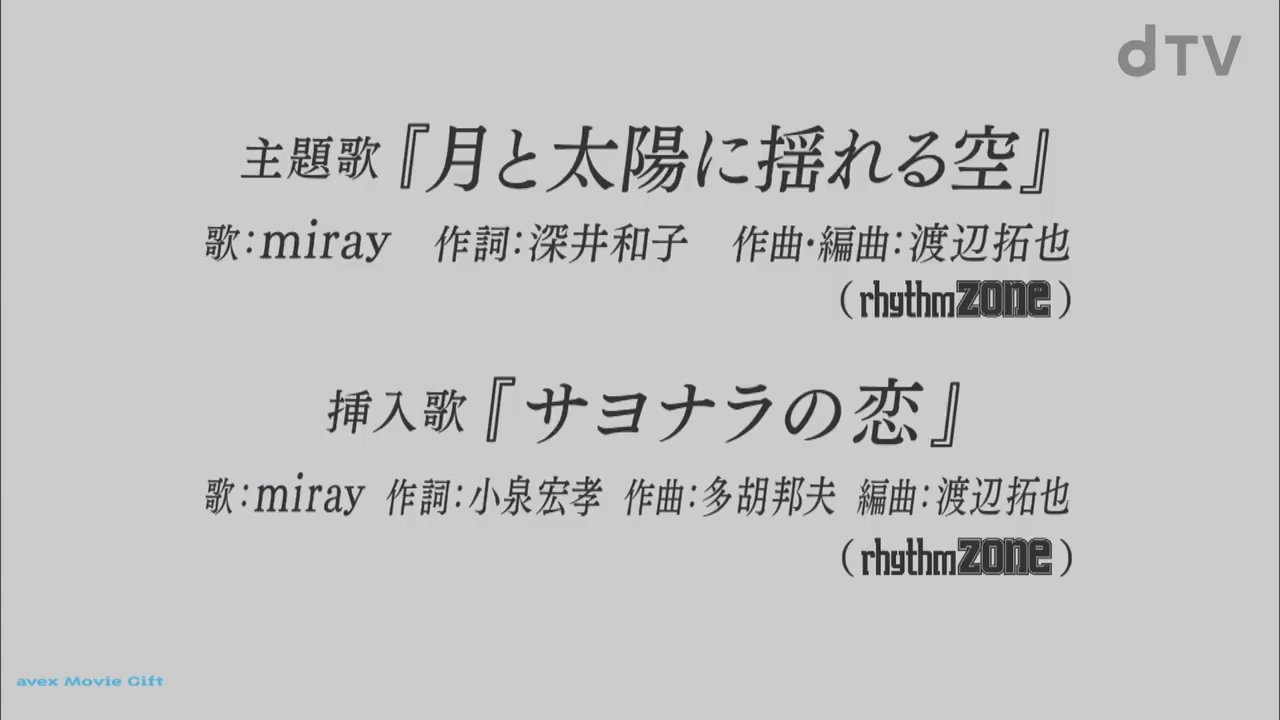 dTV
主題歌『月と太陽に揺れる空』
歌:miray 作詞:深井和子 作曲・編曲:渡辺拓也
(rhythmzone)
挿入歌『サヨナラの恋』
歌:miray 作詞:小泉宏孝 作曲:多胡邦夫 編曲:渡辺拓也
(rhythmzone)
avex Movie Gift